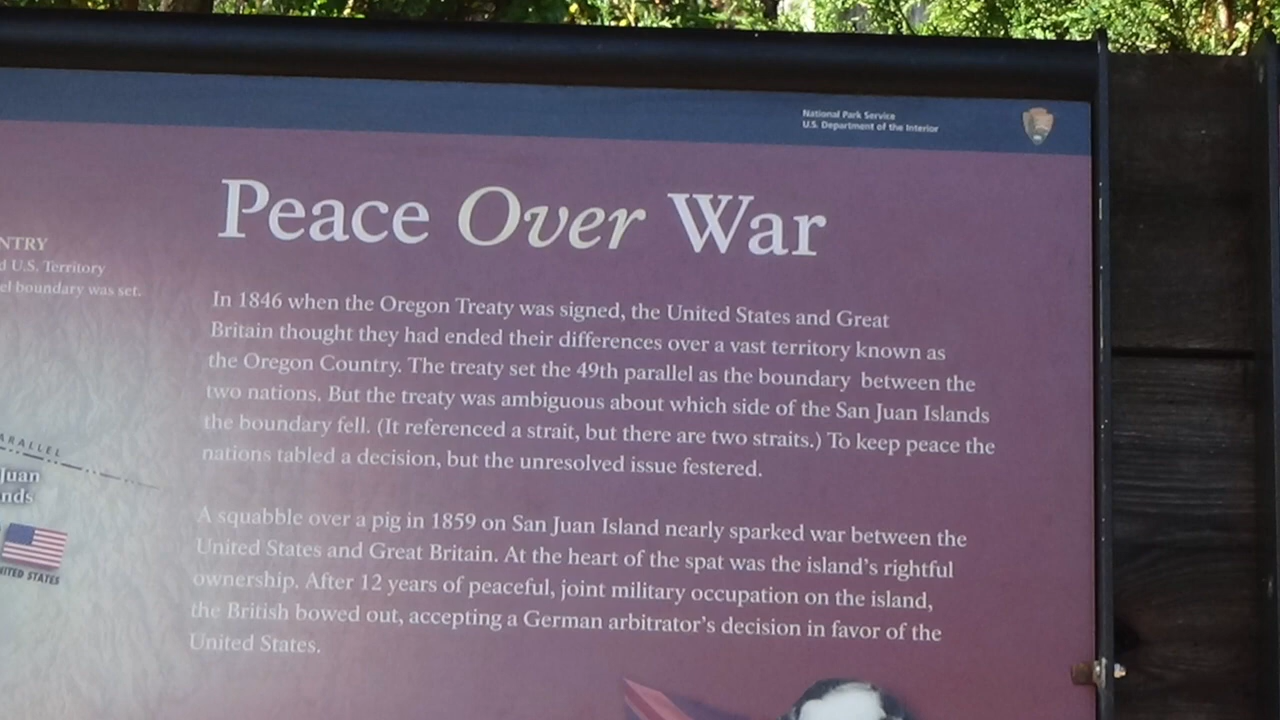 National Park Service
U.S. Department of the Interior
Peace Over War
NTRY
d U.S. Territory
el boundary was set.
In 1846 when the Oregon Treaty was signed, the United States and Great
Britain thought they had ended their differences over a vast territory known as
the Oregon Country. The treaty set the 49th parallel as the boundary between the
two nations. But the treaty was ambiguous about which side of the San Juan Islands
the boundary fell. (It referenced a strait, but there are two straits.) To keep peace the
nations tabled a decision, but the unresolved issue festered.
A squabble over a pig in 1859 on San Juan Island nearly sparked war between the
United States and Great Britain. At the heart of the spat was the island's rightful
ownership. After 12 years of peaceful, joint military occupation on the island,
the British bowed out, accepting a German arbitrator's decision in favor of the
United States.
ARALLEL
Juan
nds
NITED STATES